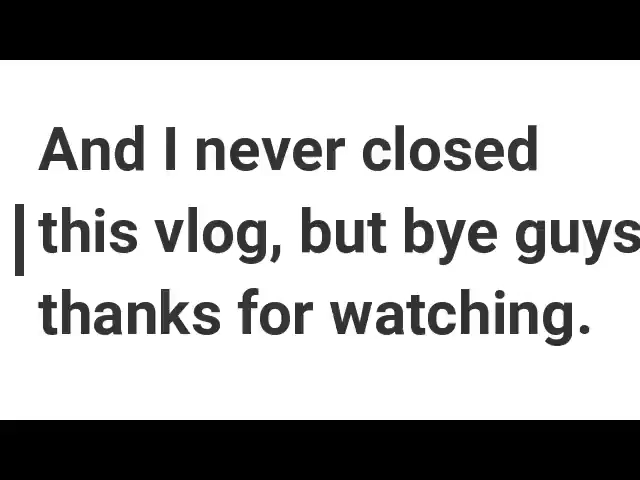 And I never closed
this vlog, but bye guys
thanks for watching.